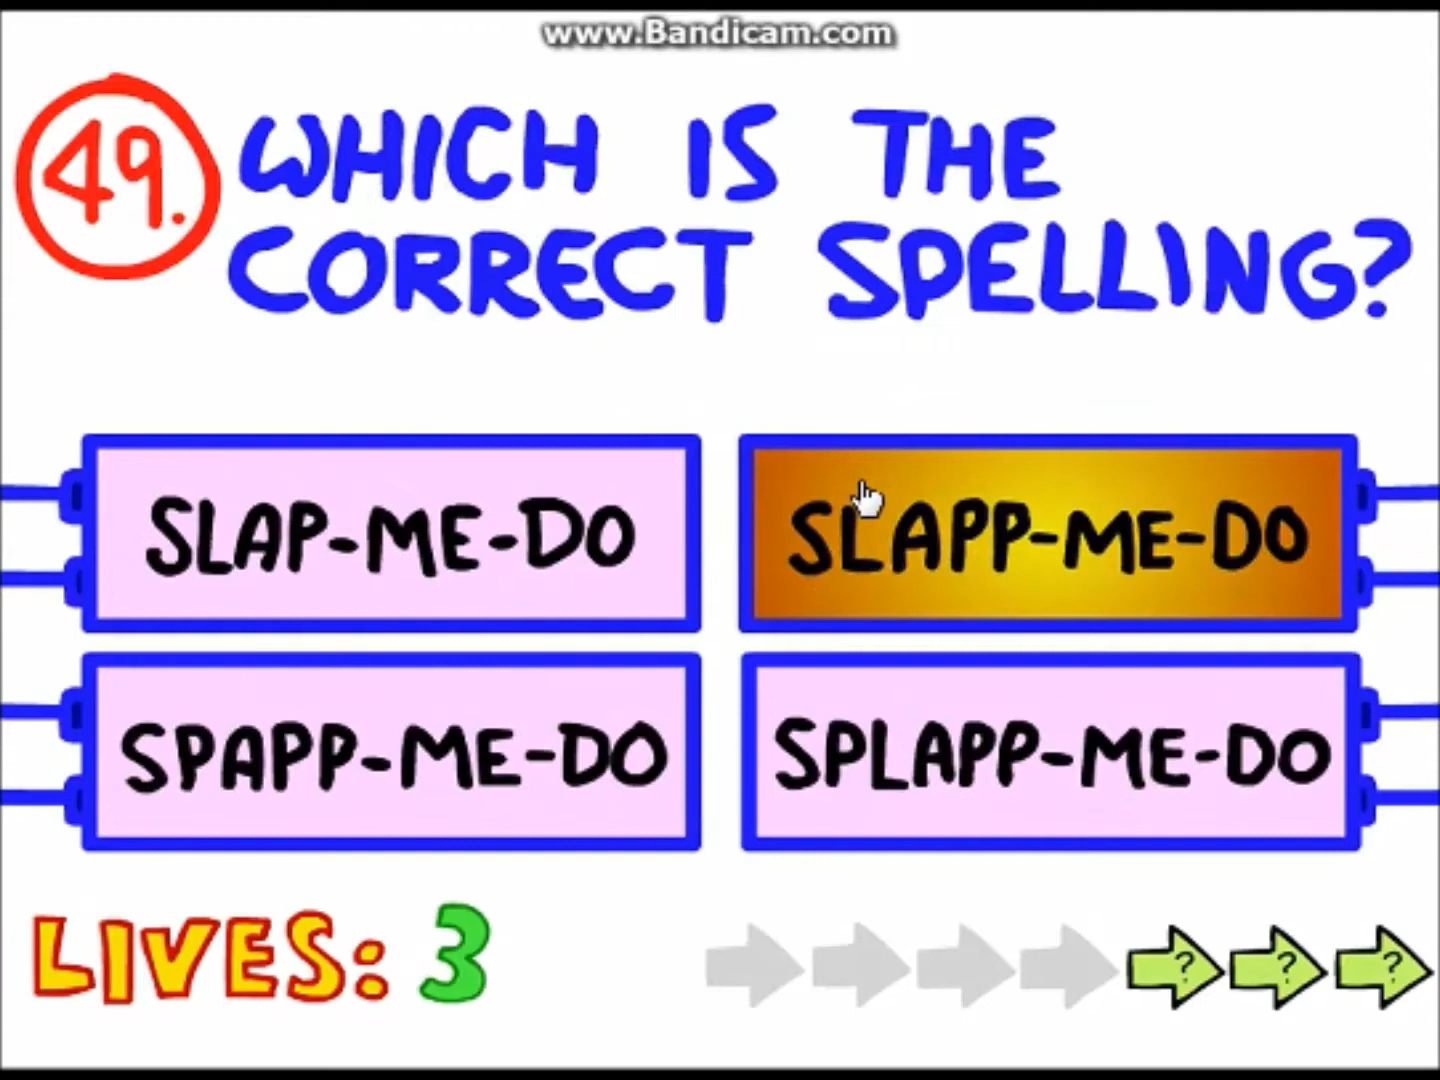 www.Bandicam.com
49. WHICH IS THE
CORRECT SPELLING?
SLAP-ME-DO
SLAPP-ME-DO
SPAPP-ME-DO
SPLAPP-ME-DO
LIVES: 3
? ? ?